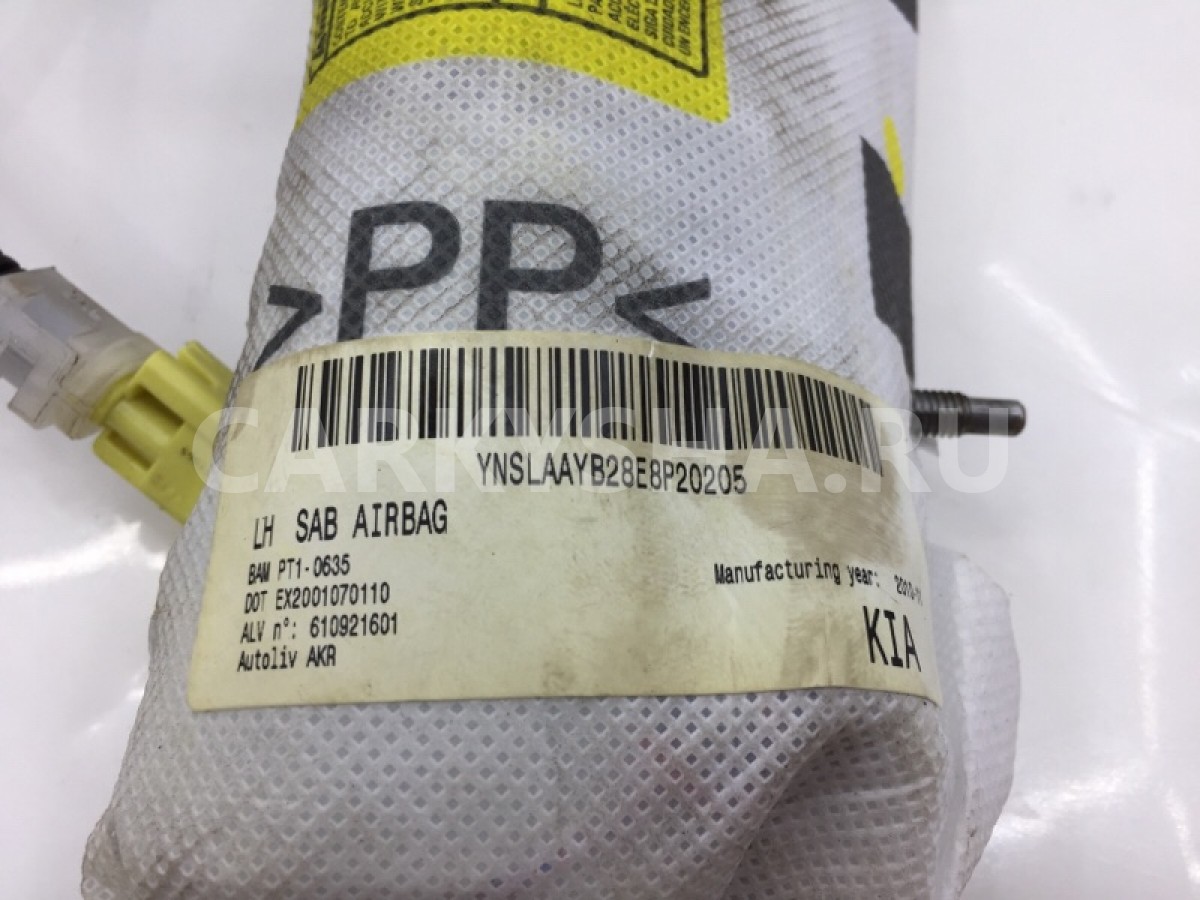 >PP<
YNSLAAYB28E8P20205
LH SAB AIRBAG
BAM PT1-0635
DOT EX2001070110
ALV n°: 610921601
Autoliv AKR
Manufacturing year:
KIA
CARKYSHA.RU